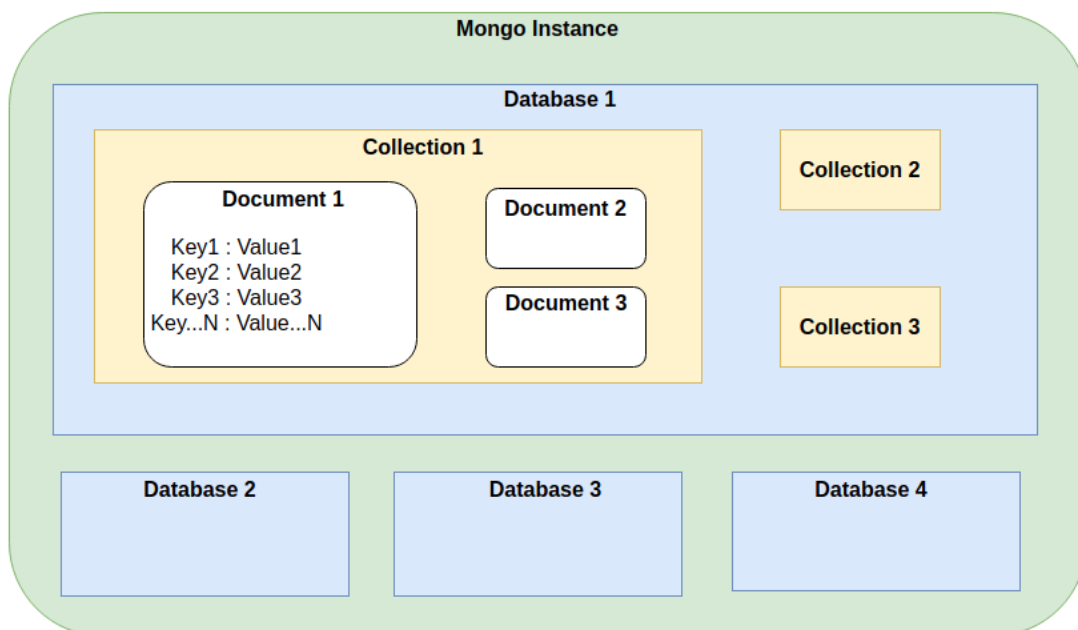 Mongo Instance
Database 1
Collection 1
Document 1
Key1 : Value1
Key2 : Value2
Key3 : Value3
Key...N : Value...N
Document 2
Document 3
Collection 2
Collection 3
Database 2
Database 3
Database 4